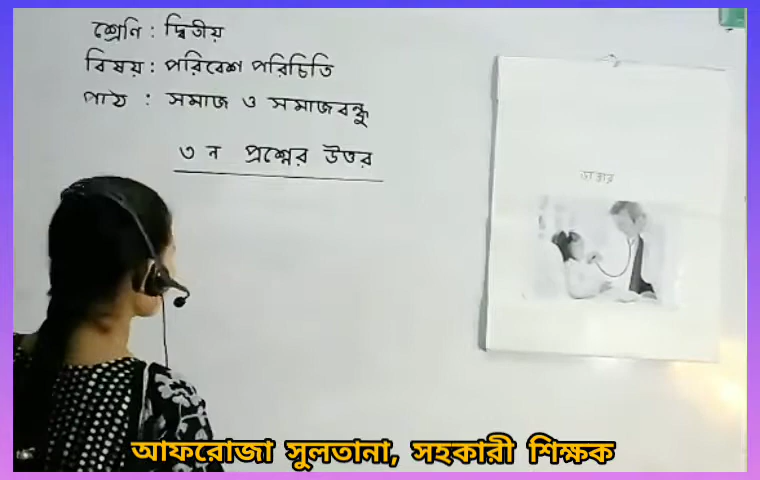 শ্রেণি : দ্বিতীয়
বিষয় : পরিবেশ পরিচিতি
পাঠ : সমাজ ও সমাজবন্ধু
৩ ন প্রশ্নের উত্তর
ডাক্তার
আফরোজা সুলতানা, সহকারী শিক্ষক